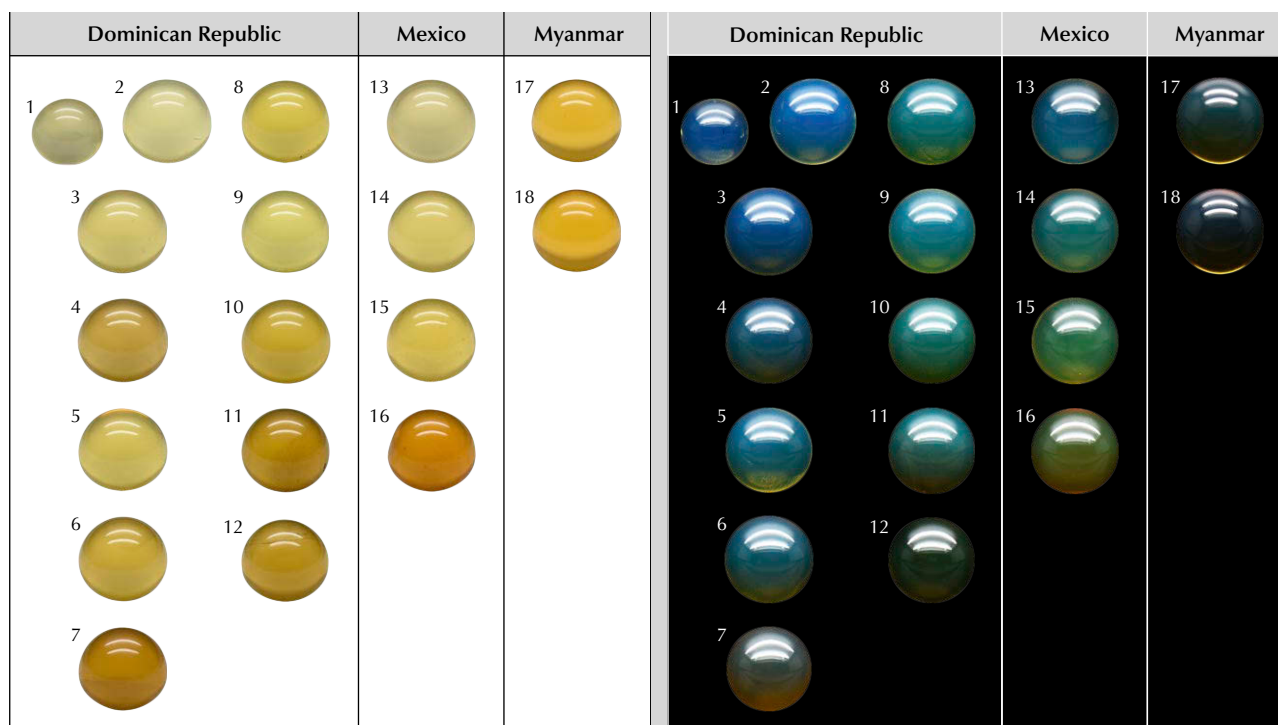 Dominican Republic Mexico Myanmar Dominican Republic Mexico Myanmar
1 2 8 13 17 1 2 8 13 17
3 9 14 18 3 9 14 18
4 10 15 4 10 15
5 11 16 5 11 16
6 12 6 12
7 7